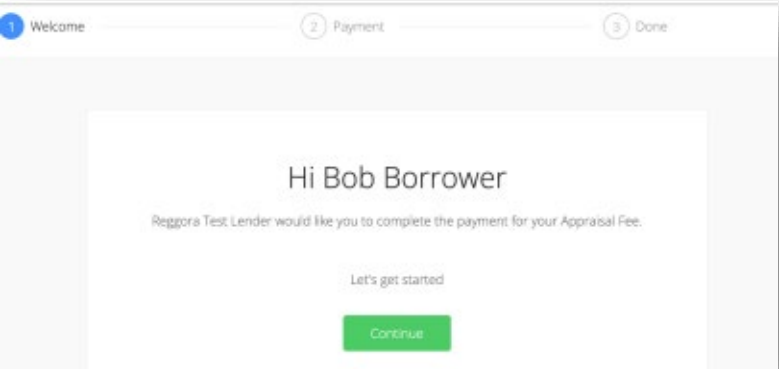 1 Welcome 2 Payment 3 Done
Hi Bob Borrower
Reggora Test Lender would like you to complete the payment for your Appraisal Fee.
Let's get started
Continue